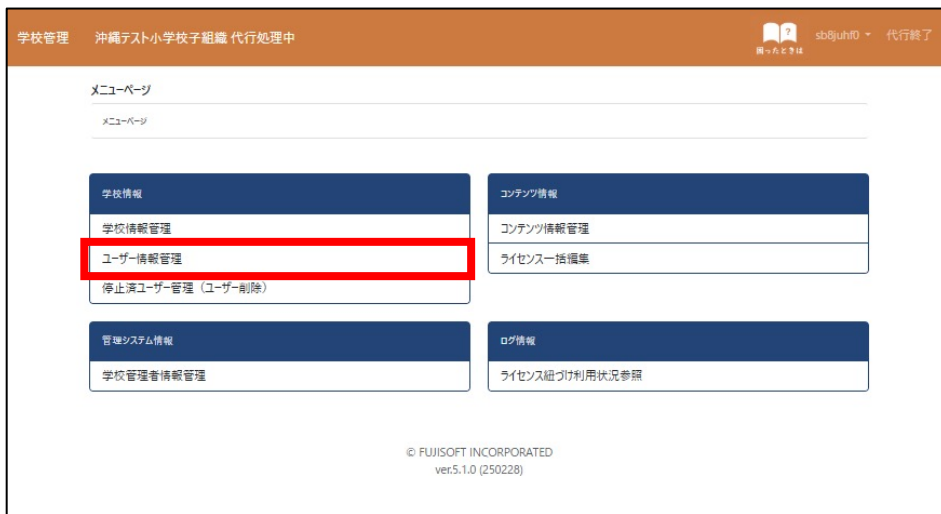 学校管理 沖縄テスト小学校子組織 代行処理中 ? 困ったときは sb8juhf0 代行終了
メニューページ
メニューページ
学校情報
学校情報管理
ユーザー情報管理
停止済ユーザー管理（ユーザー削除）
コンテンツ情報
コンテンツ情報管理
ライセンス一括編集
管理システム情報
学校管理者情報管理
ログ情報
ライセンス紐づけ利用状況参照
© FUJISOFT INCORPORATED
ver.5.1.0 (250228)